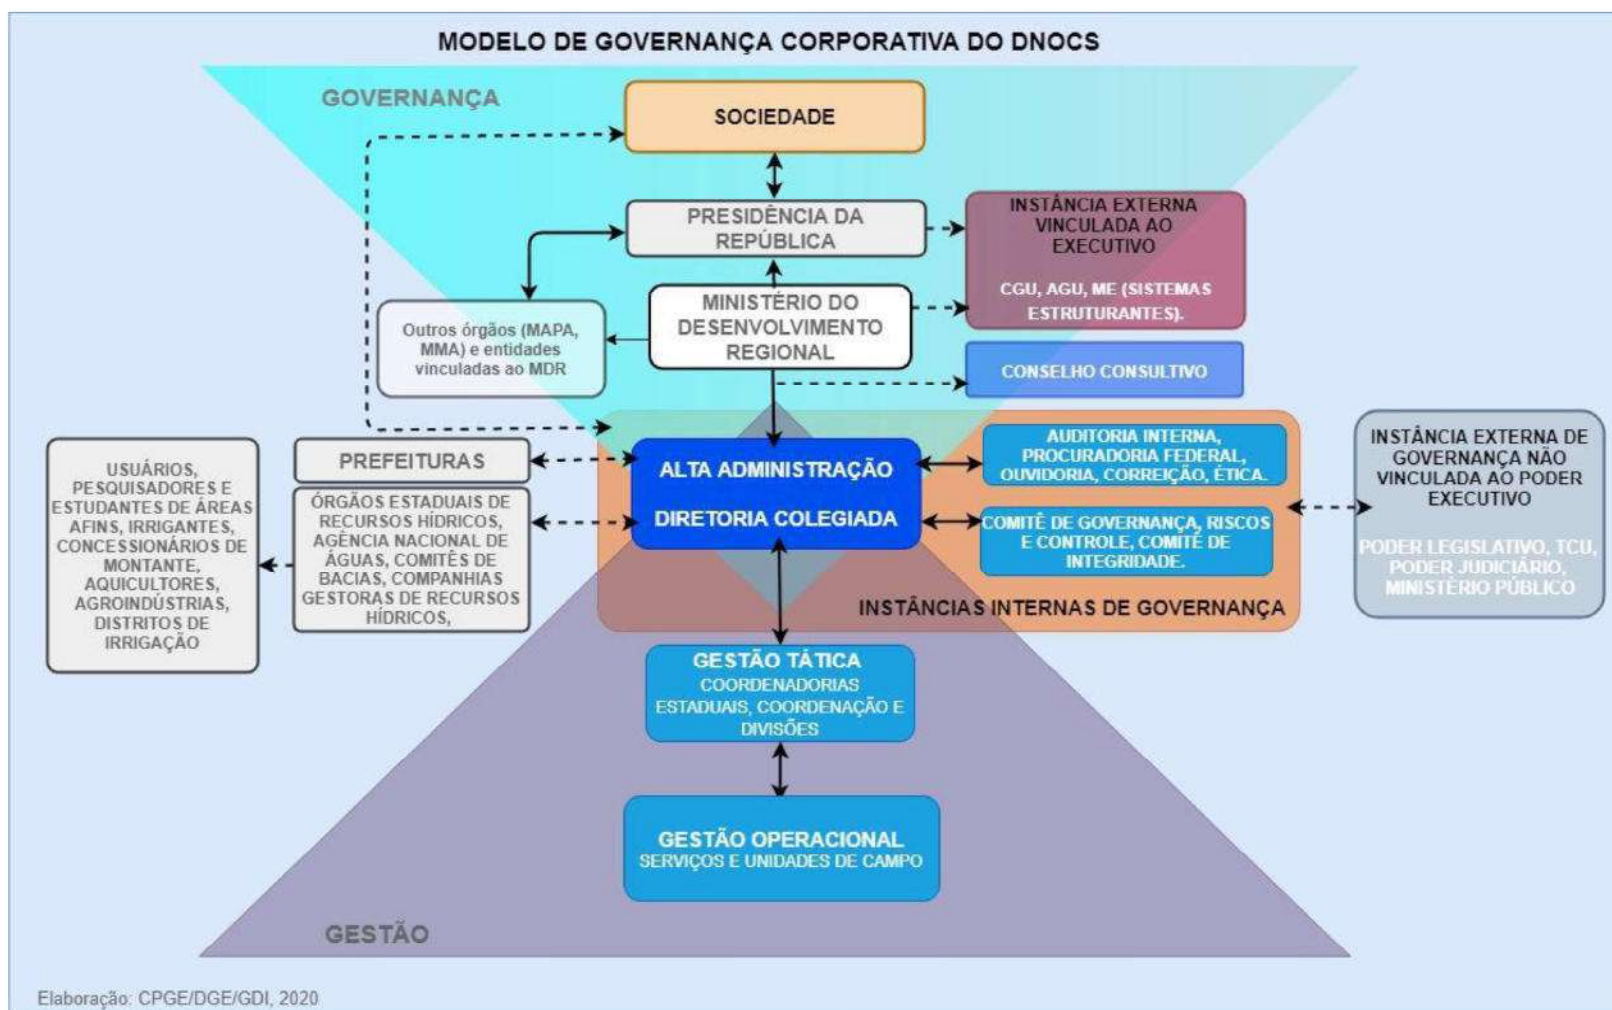 MODELO DE GOVERNANÇA CORPORATIVA DO DNOCS
GOVERNANÇA
SOCIEDADE
PRESIDÊNCIA DA
REPÚBLICA
INSTÂNCIA EXTERNA
VINCULADA AO
EXECUTIVO
CGU, AGU, ME (SISTEMAS
ESTRUTURANTES).
MINISTÉRIO DO
DESENVOLVIMENTO
REGIONAL
Outros órgãos (MAPA,
MMA) e entidades
vinculadas ao MDR
CONSELHO CONSULTIVO
USUÁRIOS,
PESQUISADORES E
ESTUDANTES DE ÁREAS
AFINS, IRRIGANTES,
CONCESSIONÁRIOS DE
MONTANTE,
AQUICULTORES,
AGROINDÚSTRIAS,
DISTRITOS DE
IRRIGAÇÃO
PREFEITURAS
ÓRGÃOS ESTADUAIS DE
RECURSOS HÍDRICOS,
AGÊNCIA NACIONAL DE
ÁGUAS, COMITÊS DE
BACIAS, COMPANHIAS
GESTORAS DE RECURSOS
HÍDRICOS,
ALTA ADMINISTRAÇÃO
DIRETORIA COLEGIADA
AUDITORIA INTERNA,
PROCURADORIA FEDERAL,
OUVIDORIA, CORREIÇÃO, ÉTICA.
COMITÊ DE GOVERNANÇA, RISCOS
E CONTROLE, COMITÊ DE
INTEGRIDADE.
INSTÂNCIAS INTERNAS DE GOVERNANÇA
INSTÂNCIA EXTERNA DE
GOVERNANÇA NÃO
VINCULADA AO PODER
EXECUTIVO
PODER LEGISLATIVO, TCU,
PODER JUDICIÁRIO,
MINISTÉRIO PÚBLICO
GESTÃO TÁTICA
COORDENADORIAS
ESTADUAIS, COORDENAÇÃO E
DIVISÕES
GESTÃO OPERACIONAL
SERVIÇOS E UNIDADES DE CAMPO
GESTÃO
Elaboração: CPGE/DGE/GDI, 2020